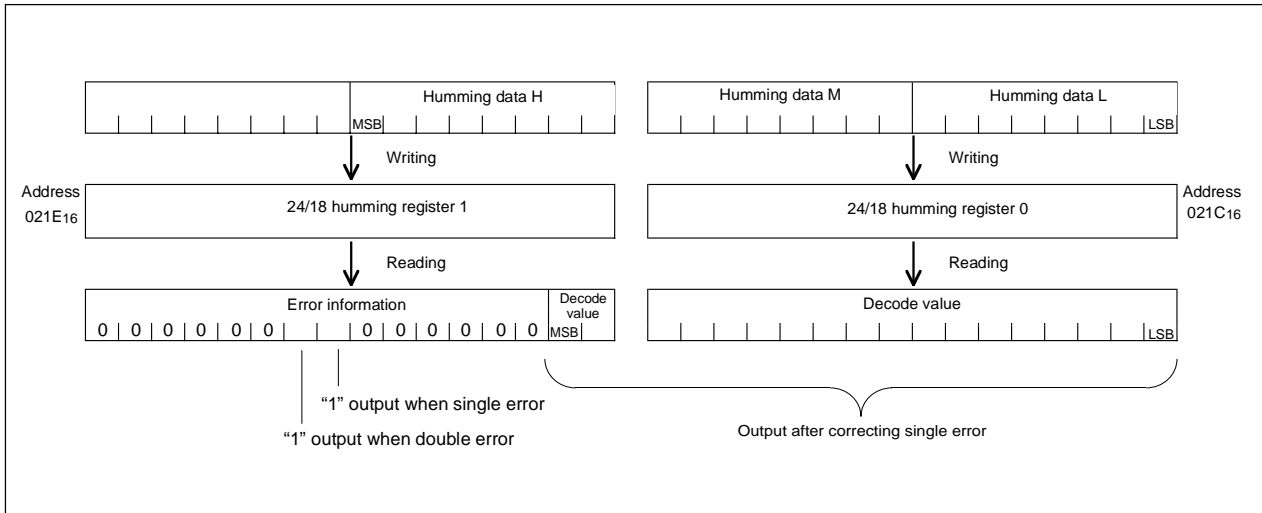 Humming data H
Humming data M
Humming data L
MSB
LSB
Writing
Writing
Address
021E16
24/18 humming register 1
24/18 humming register 0
Address
021C16
Reading
Reading
Error information
Decode
value
Decode value
0 0 0 0 0 0 0 0 0 0 0 0 MSB
LSB
“1” output when single error
“1” output when double error
Output after correcting single error